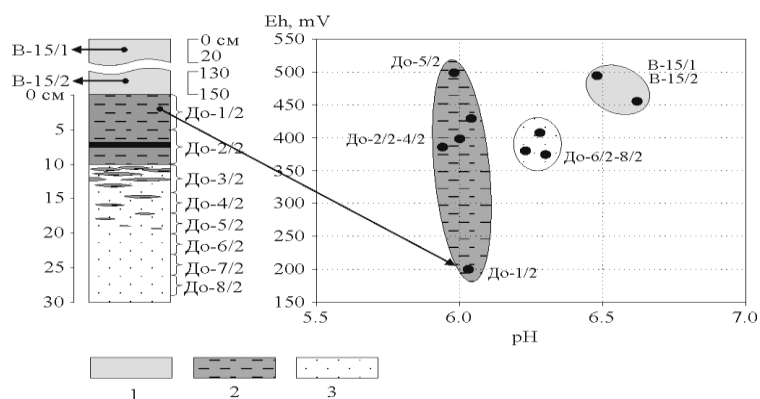 В-15/1
0 см
20
В-15/2
130
150
0 см
5
10
15
20
25
30
До-1/2
До-2/2
До-3/2
До-4/2
До-5/2
До-6/2
До-7/2
До-8/2
Eh, mV
550
500
450
400
350
300
250
200
150
До-5/2
До-2/2-4/2
До-1/2
До-6/2-8/2
В-15/1
В-15/2
5.5
6.0
6.5
7.0
pH
1
2
3